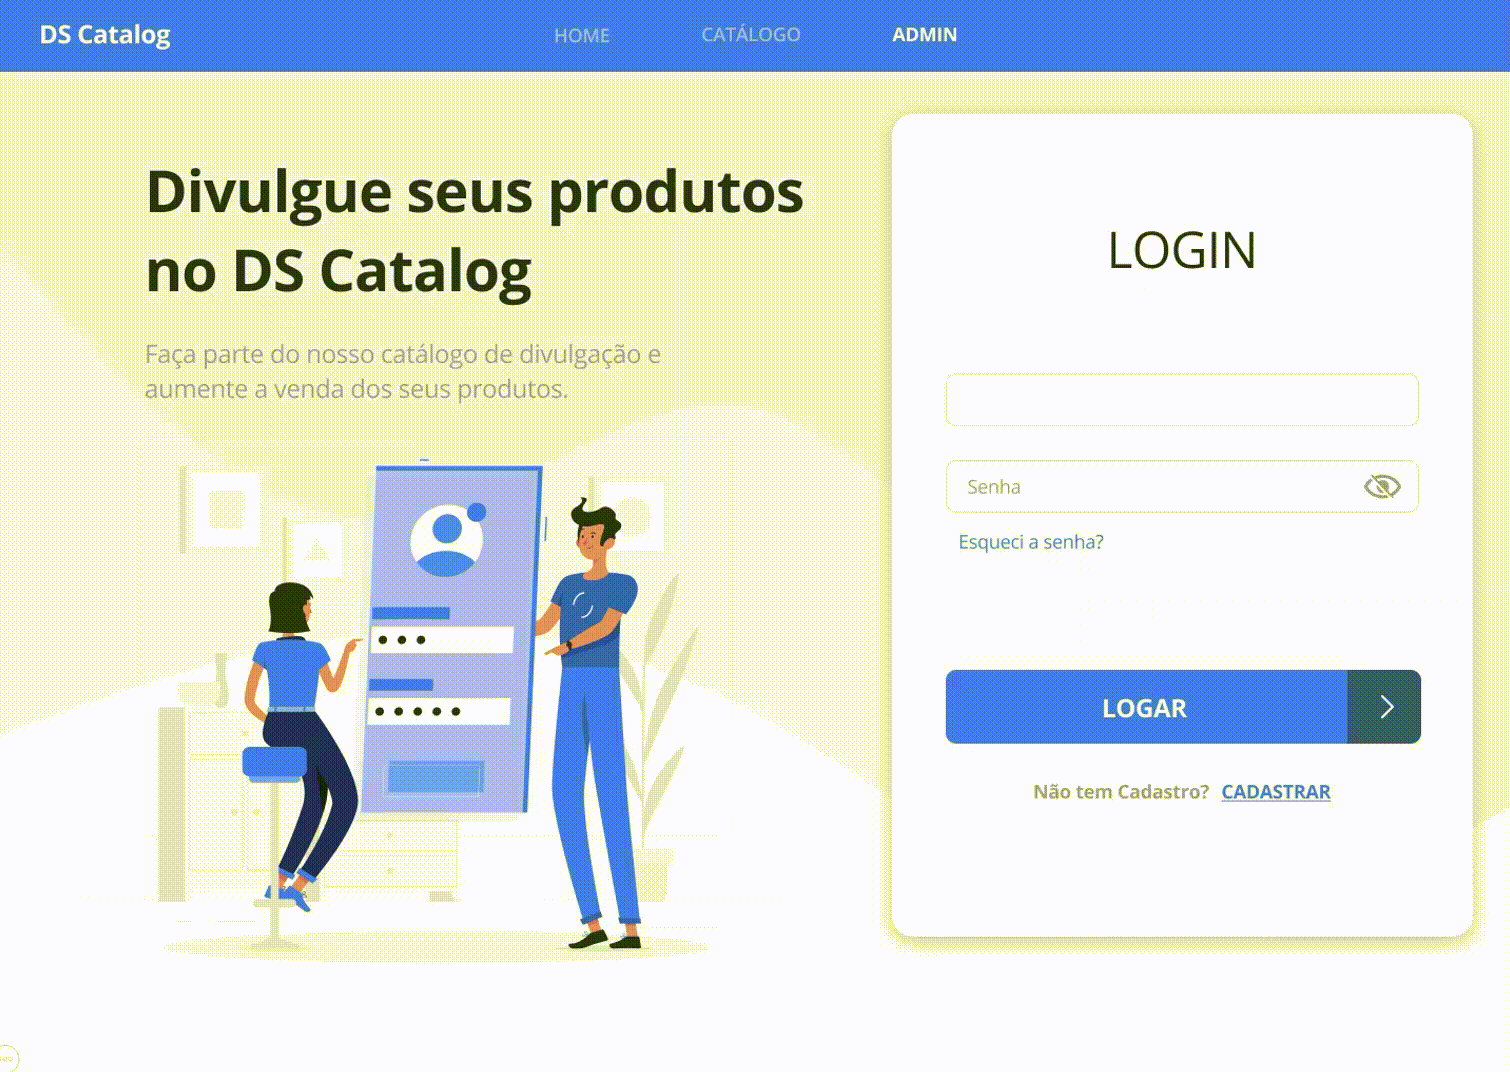 DS Catalog
HOME
CATÁLOGO
ADMIN
Divulgue seus produtos
no DS Catalog
Faça parte do nosso catálogo de divulgação e
aumente a venda dos seus produtos.
LOGIN
Senha
Esqueci a senha?
LOGAR
Não tem Cadastro? CADASTRAR